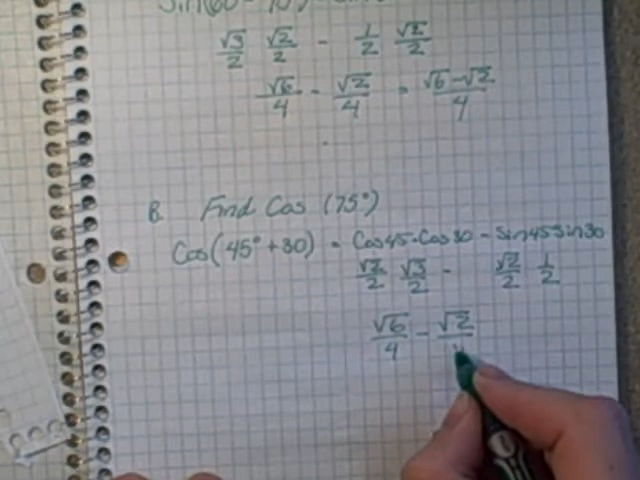 √3/2 √2/2 - 1/2 √2/2
√6/4 - √2/4 = √6-√2/4
B. Find Cos (75°)
Cos(45° + 30) = Cos45·Cos30 - Sin45Sin30
√2/2 √3/2 - √2/2 1/2
√6/4 - √2/